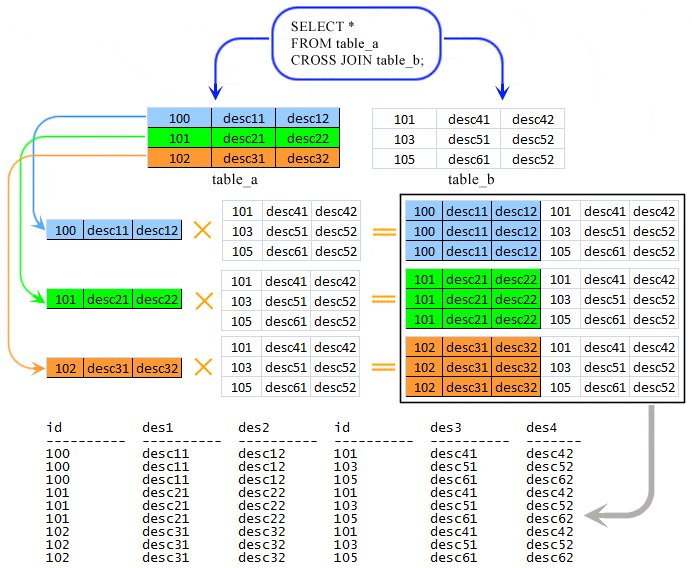 SELECT *
FROM table_a
CROSS JOIN table_b;
100 desc11 desc12 101 desc41 desc42
101 desc21 desc22 103 desc51 desc52
102 desc31 desc32 105 desc61 desc52
table_a table_b
101 desc41 desc42 100 desc11 desc12 101 desc41 desc42
100 desc11 desc12 × 103 desc51 desc52 = 100 desc11 desc12 103 desc51 desc52
105 desc61 desc52 100 desc11 desc12 105 desc61 desc52
101 desc41 desc42 101 desc21 desc22 101 desc41 desc42
101 desc21 desc22 × 103 desc51 desc52 = 101 desc21 desc22 103 desc51 desc52
105 desc61 desc52 101 desc21 desc22 105 desc61 desc52
101 desc41 desc42 102 desc31 desc32 101 desc41 desc42
102 desc31 desc32 × 103 desc51 desc52 = 102 desc31 desc32 103 desc51 desc52
105 desc61 desc52 102 desc31 desc32 105 desc61 desc52
id des1 des2 id des3 des4
---------- ---------- ---------- ---------- ---------- -------
100 desc11 desc12 101 desc41 desc42
100 desc11 desc12 103 desc51 desc52
100 desc11 desc12 105 desc61 desc62
101 desc21 desc22 101 desc41 desc42
101 desc21 desc22 103 desc51 desc52
101 desc21 desc22 105 desc61 desc62
102 desc31 desc32 101 desc41 desc42
102 desc31 desc32 103 desc51 desc52
102 desc31 desc32 105 desc61 desc62